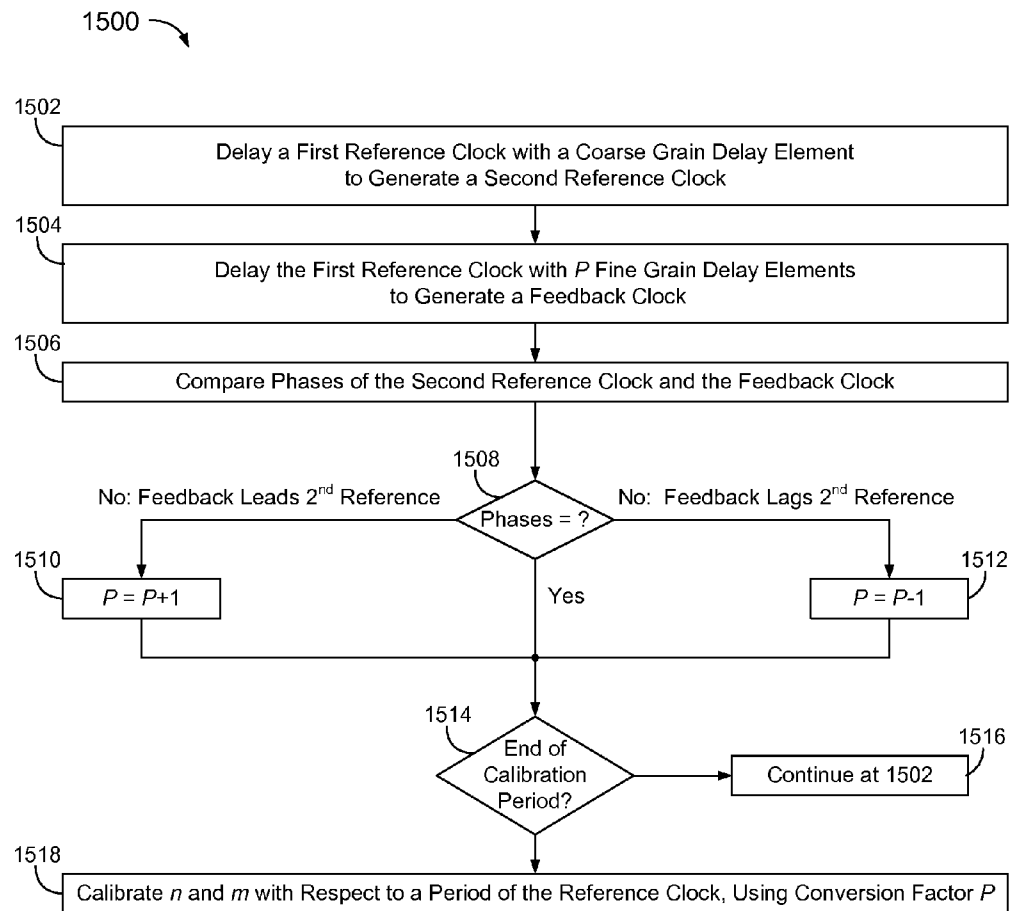 1500
1502
Delay a First Reference Clock with a Coarse Grain Delay Element
to Generate a Second Reference Clock
1504
Delay the First Reference Clock with P Fine Grain Delay Elements
to Generate a Feedback Clock
1506
Compare Phases of the Second Reference Clock and the Feedback Clock
1508
No: Feedback Leads 2nd Reference
Phases = ?
No: Feedback Lags 2nd Reference
1510
P = P+1
Yes
1512
P = P-1
1514
End of
Calibration
Period?
1516
Continue at 1502
1518
Calibrate n and m with Respect to a Period of the Reference Clock, Using Conversion Factor P